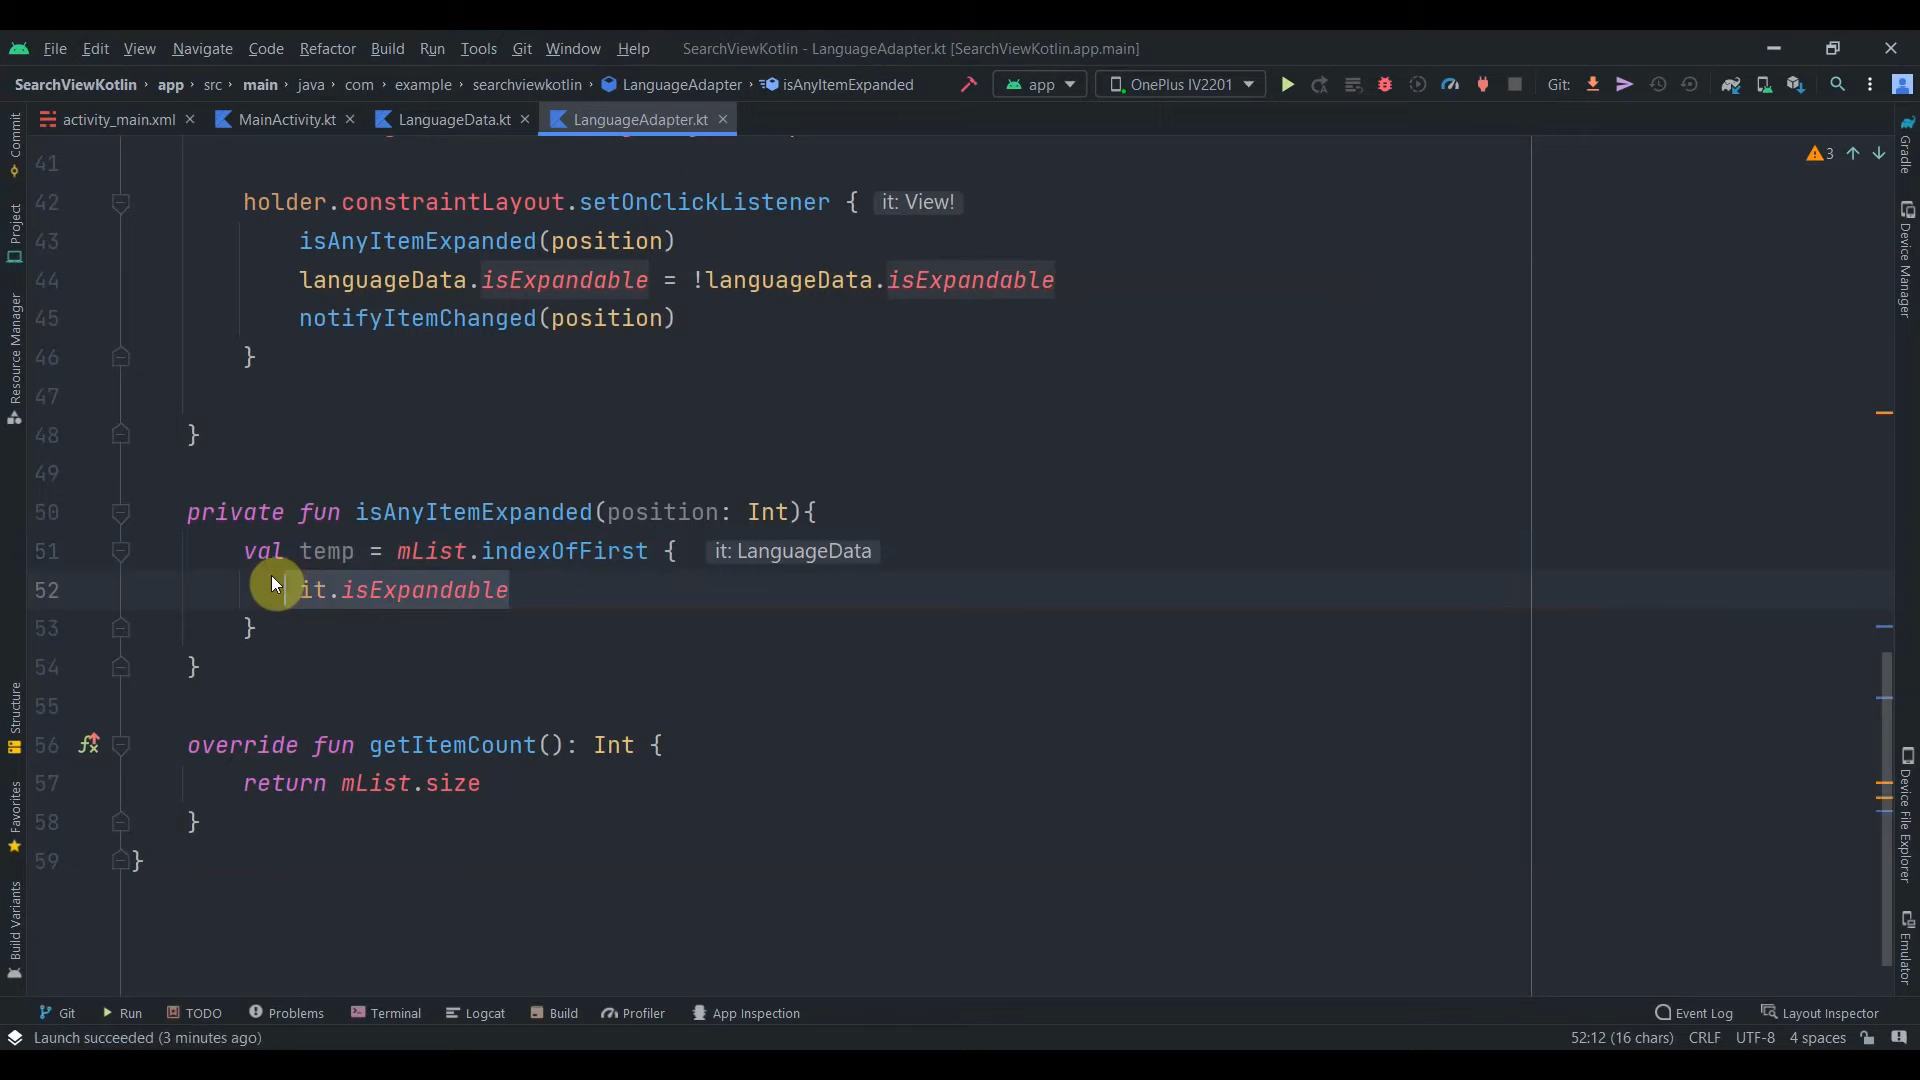 File Edit View Navigate Code Refactor Build Run Tools Git Window Help SearchViewKotlin - LanguageAdapter.kt [SearchViewKotlin.app.main]
SearchViewKotlin › app › src › main › java › com › example › searchviewkotlin › LanguageAdapter › isAnyItemExpanded app OnePlus IV2201 Git:
activity_main.xml MainActivity.kt LanguageData.kt LanguageAdapter.kt
3
41
42 holder.constraintLayout.setOnClickListener { it: View!
43 isAnyItemExpanded(position)
44 languageData.isExpandable = !languageData.isExpandable
45 notifyItemChanged(position)
46 }
47
48 }
49
50 private fun isAnyItemExpanded(position: Int){
51 val temp = mList.indexOfFirst { it: LanguageData
52 it.isExpandable
53 }
54 }
55
56 override fun getItemCount(): Int {
57 return mList.size
58 }
59 }
Commit
Project
Resource Manager
Structure
Favorites
Build Variants
Gradle
Device Manager
Device File Explorer
Emulator
Git Run TODO Problems Terminal Logcat Build Profiler App Inspection Event Log Layout Inspector
Launch succeeded (3 minutes ago) 52:12 (16 chars) CRLF UTF-8 4 spaces